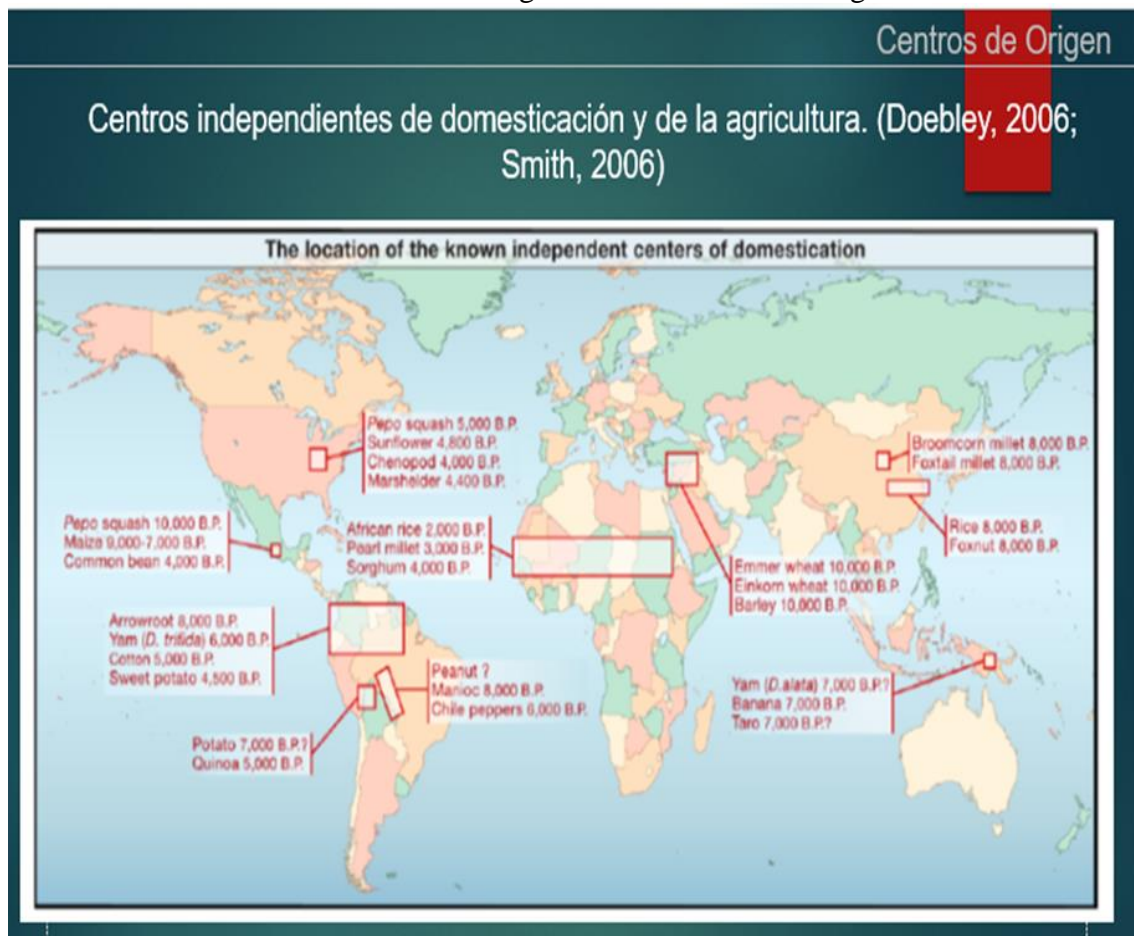 Centros de Origen
Centros independientes de domesticación y de la agricultura. (Doebley, 2006;
Smith, 2006)
The location of the known independent centers of domestication
Pepo squash 5,000 B.P.
Sunflower 4,800 B.P.
Chenopod 4,000 B.P.
Marshelder 4,400 B.P.
Broomcorn millet 8,000 B.P.
Foxtail millet 8,000 B.P.
Pepo squash 10,000 B.P.
Maize 9,000-7,000 B.P.
Common bean 4,000 B.P.
African rice 2,000 B.P.
Pearl millet 3,000 B.P.
Sorghum 4,000 B.P.
Rice 8,000 B.P.
Foxnut 8,000 B.P.
Emmer wheat 10,000 B.P.
Einkorn wheat 10,000 B.P.
Barley 10,000 B.P.
Arrowroot 8,000 B.P.
Yam (D. trifida) 6,000 B.P.
Cotton 5,000 B.P.
Sweet potato 4,500 B.P.
Peanut ?
Manioc 8,000 B.P.
Chile peppers 6,000 B.P.
Yam (D.alata) 7,000 B.P.?
Banana 7,000 B.P.
Taro 7,000 B.P.?
Potato 7,000 B.P.?
Quinoa 5,000 B.P.